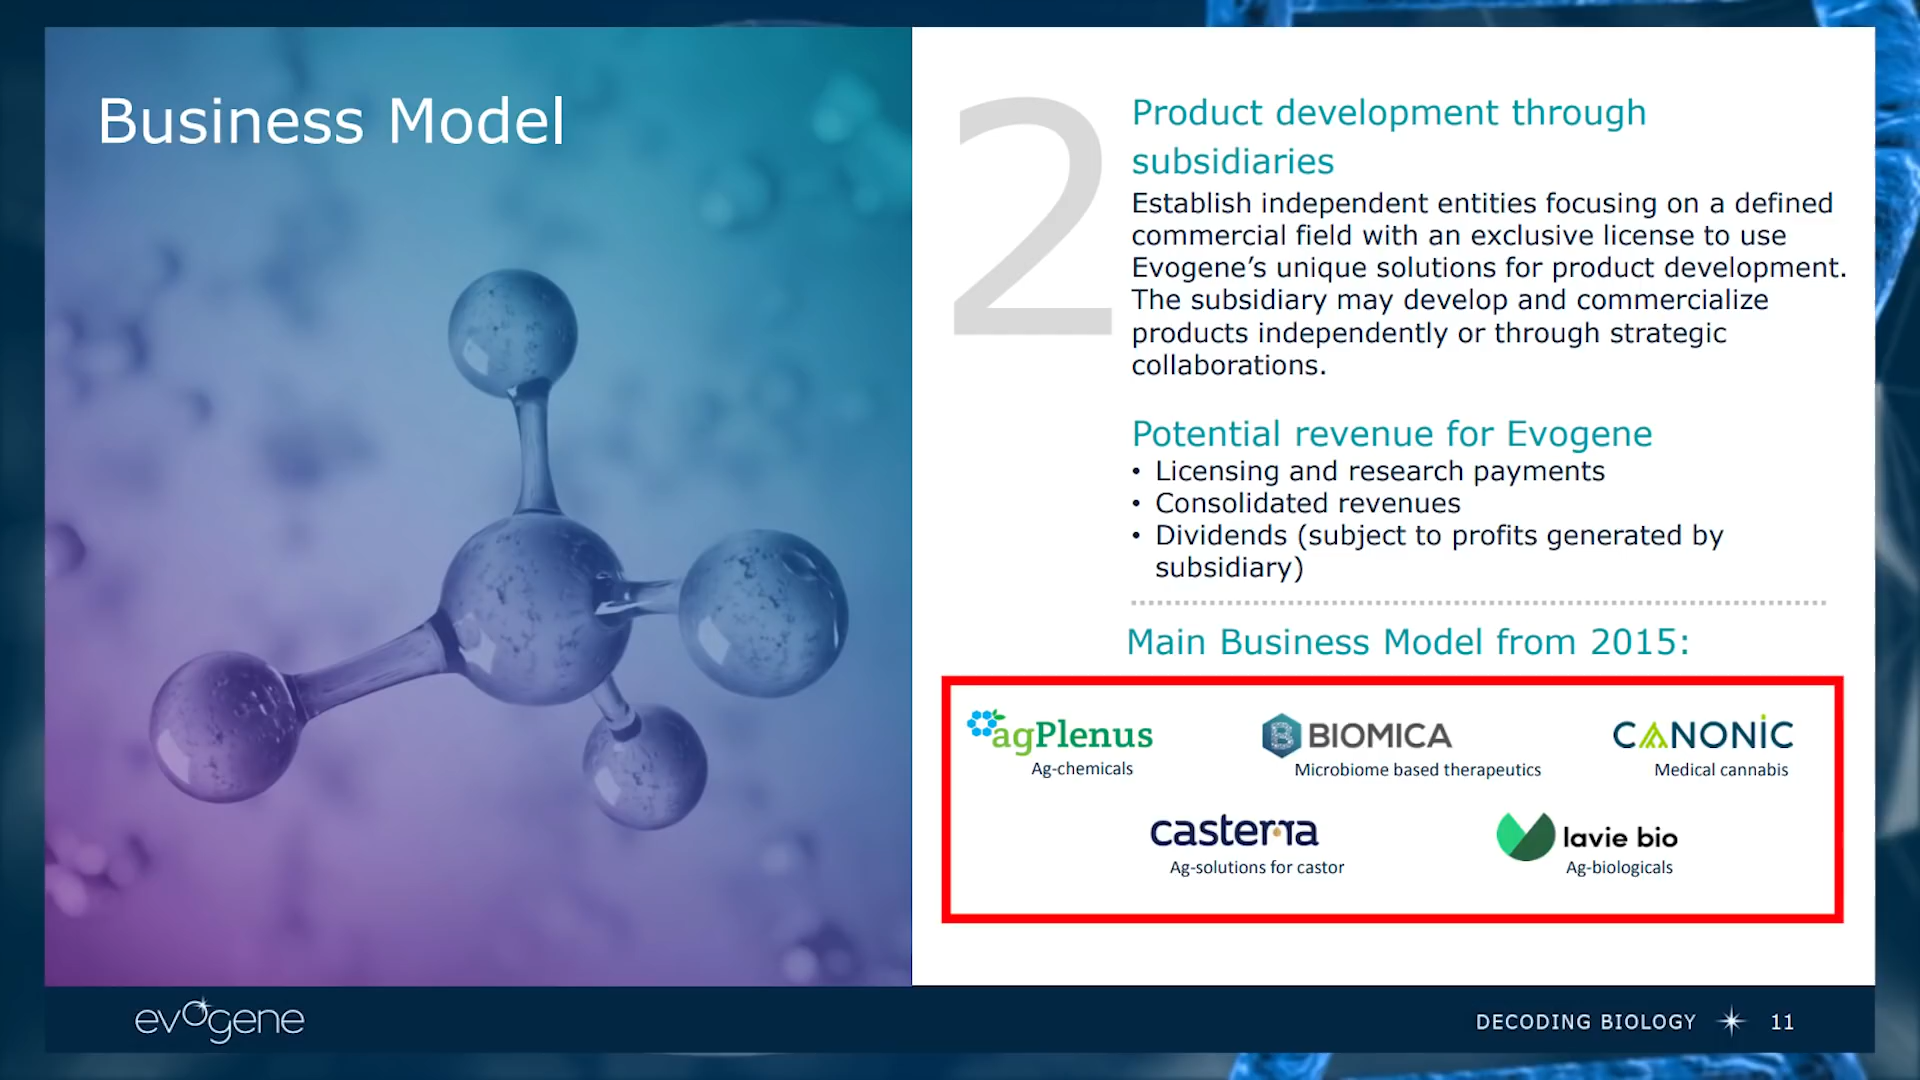 Business Model
2
Product development through
subsidiaries
Establish independent entities focusing on a defined
commercial field with an exclusive license to use
Evogene’s unique solutions for product development.
The subsidiary may develop and commercialize
products independently or through strategic
collaborations.
Potential revenue for Evogene
• Licensing and research payments
• Consolidated revenues
• Dividends (subject to profits generated by
subsidiary)
Main Business Model from 2015:
agPlenus
Ag-chemicals
BIOMICA
Microbiome based therapeutics
CANONIC
Medical cannabis
casterra
Ag-solutions for castor
lavie bio
Ag-biologicals
evogene
DECODING BIOLOGY 11